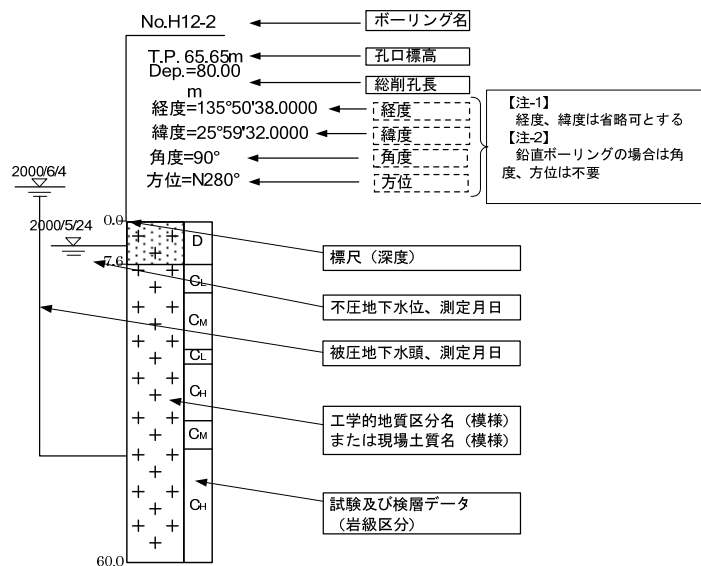 No.H12-2
ボーリング名
T.P. 65.65m
孔口標高
Dep.=80.00
m
総削孔長
経度=135°50'38.0000
経度
緯度=25°59'32.0000
緯度
角度=90°
角度
方位=N280°
方位
【注-1】
経度、緯度は省略可とする
【注-2】
鉛直ボーリングの場合は角
度、方位は不要
2000/6/4
2000/5/24
0.0
7.6
60.0
D
CL
CM
CL
CH
CM
CH
標尺（深度）
不圧地下水位、測定月日
被圧地下水頭、測定月日
工学的地質区分名（模様）
または現場土質名（模様）
試験及び検層データ
（岩級区分）